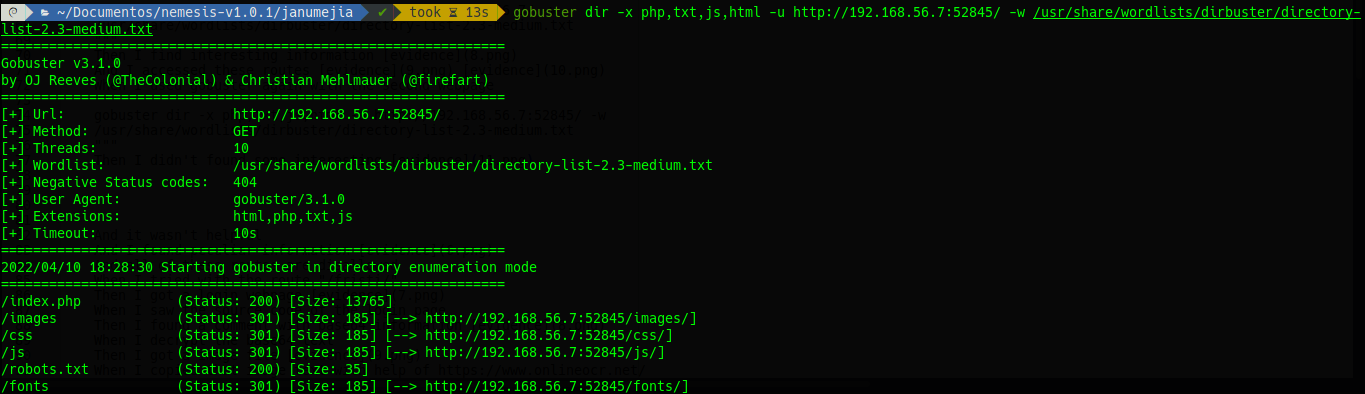 ~/Documentos/nemesis-v1.0.1/janumejia ✔ took ⏳ 13s gobuster dir -x php,txt,js,html -u http://192.168.56.7:52845/ -w /usr/share/wordlists/dirbuster/directory-
list-2.3-medium.txt
===============================================================
Gobuster v3.1.0
by OJ Reeves (@TheColonial) & Christian Mehlmauer (@firefart)
===============================================================
[+] Url: http://192.168.56.7:52845/
[+] Method: GET
[+] Threads: 10
[+] Wordlist: /usr/share/wordlists/dirbuster/directory-list-2.3-medium.txt
[+] Negative Status codes: 404
[+] User Agent: gobuster/3.1.0
[+] Extensions: html,php,txt,js
[+] Timeout: 10s
===============================================================
2022/04/10 18:28:30 Starting gobuster in directory enumeration mode
===============================================================
/index.php (Status: 200) [Size: 13765]
/images (Status: 301) [Size: 185] [--> http://192.168.56.7:52845/images/]
/css (Status: 301) [Size: 185] [--> http://192.168.56.7:52845/css/]
/js (Status: 301) [Size: 185] [--> http://192.168.56.7:52845/js/]
/robots.txt (Status: 200) [Size: 35]
/fonts (Status: 301) [Size: 185] [--> http://192.168.56.7:52845/fonts/]